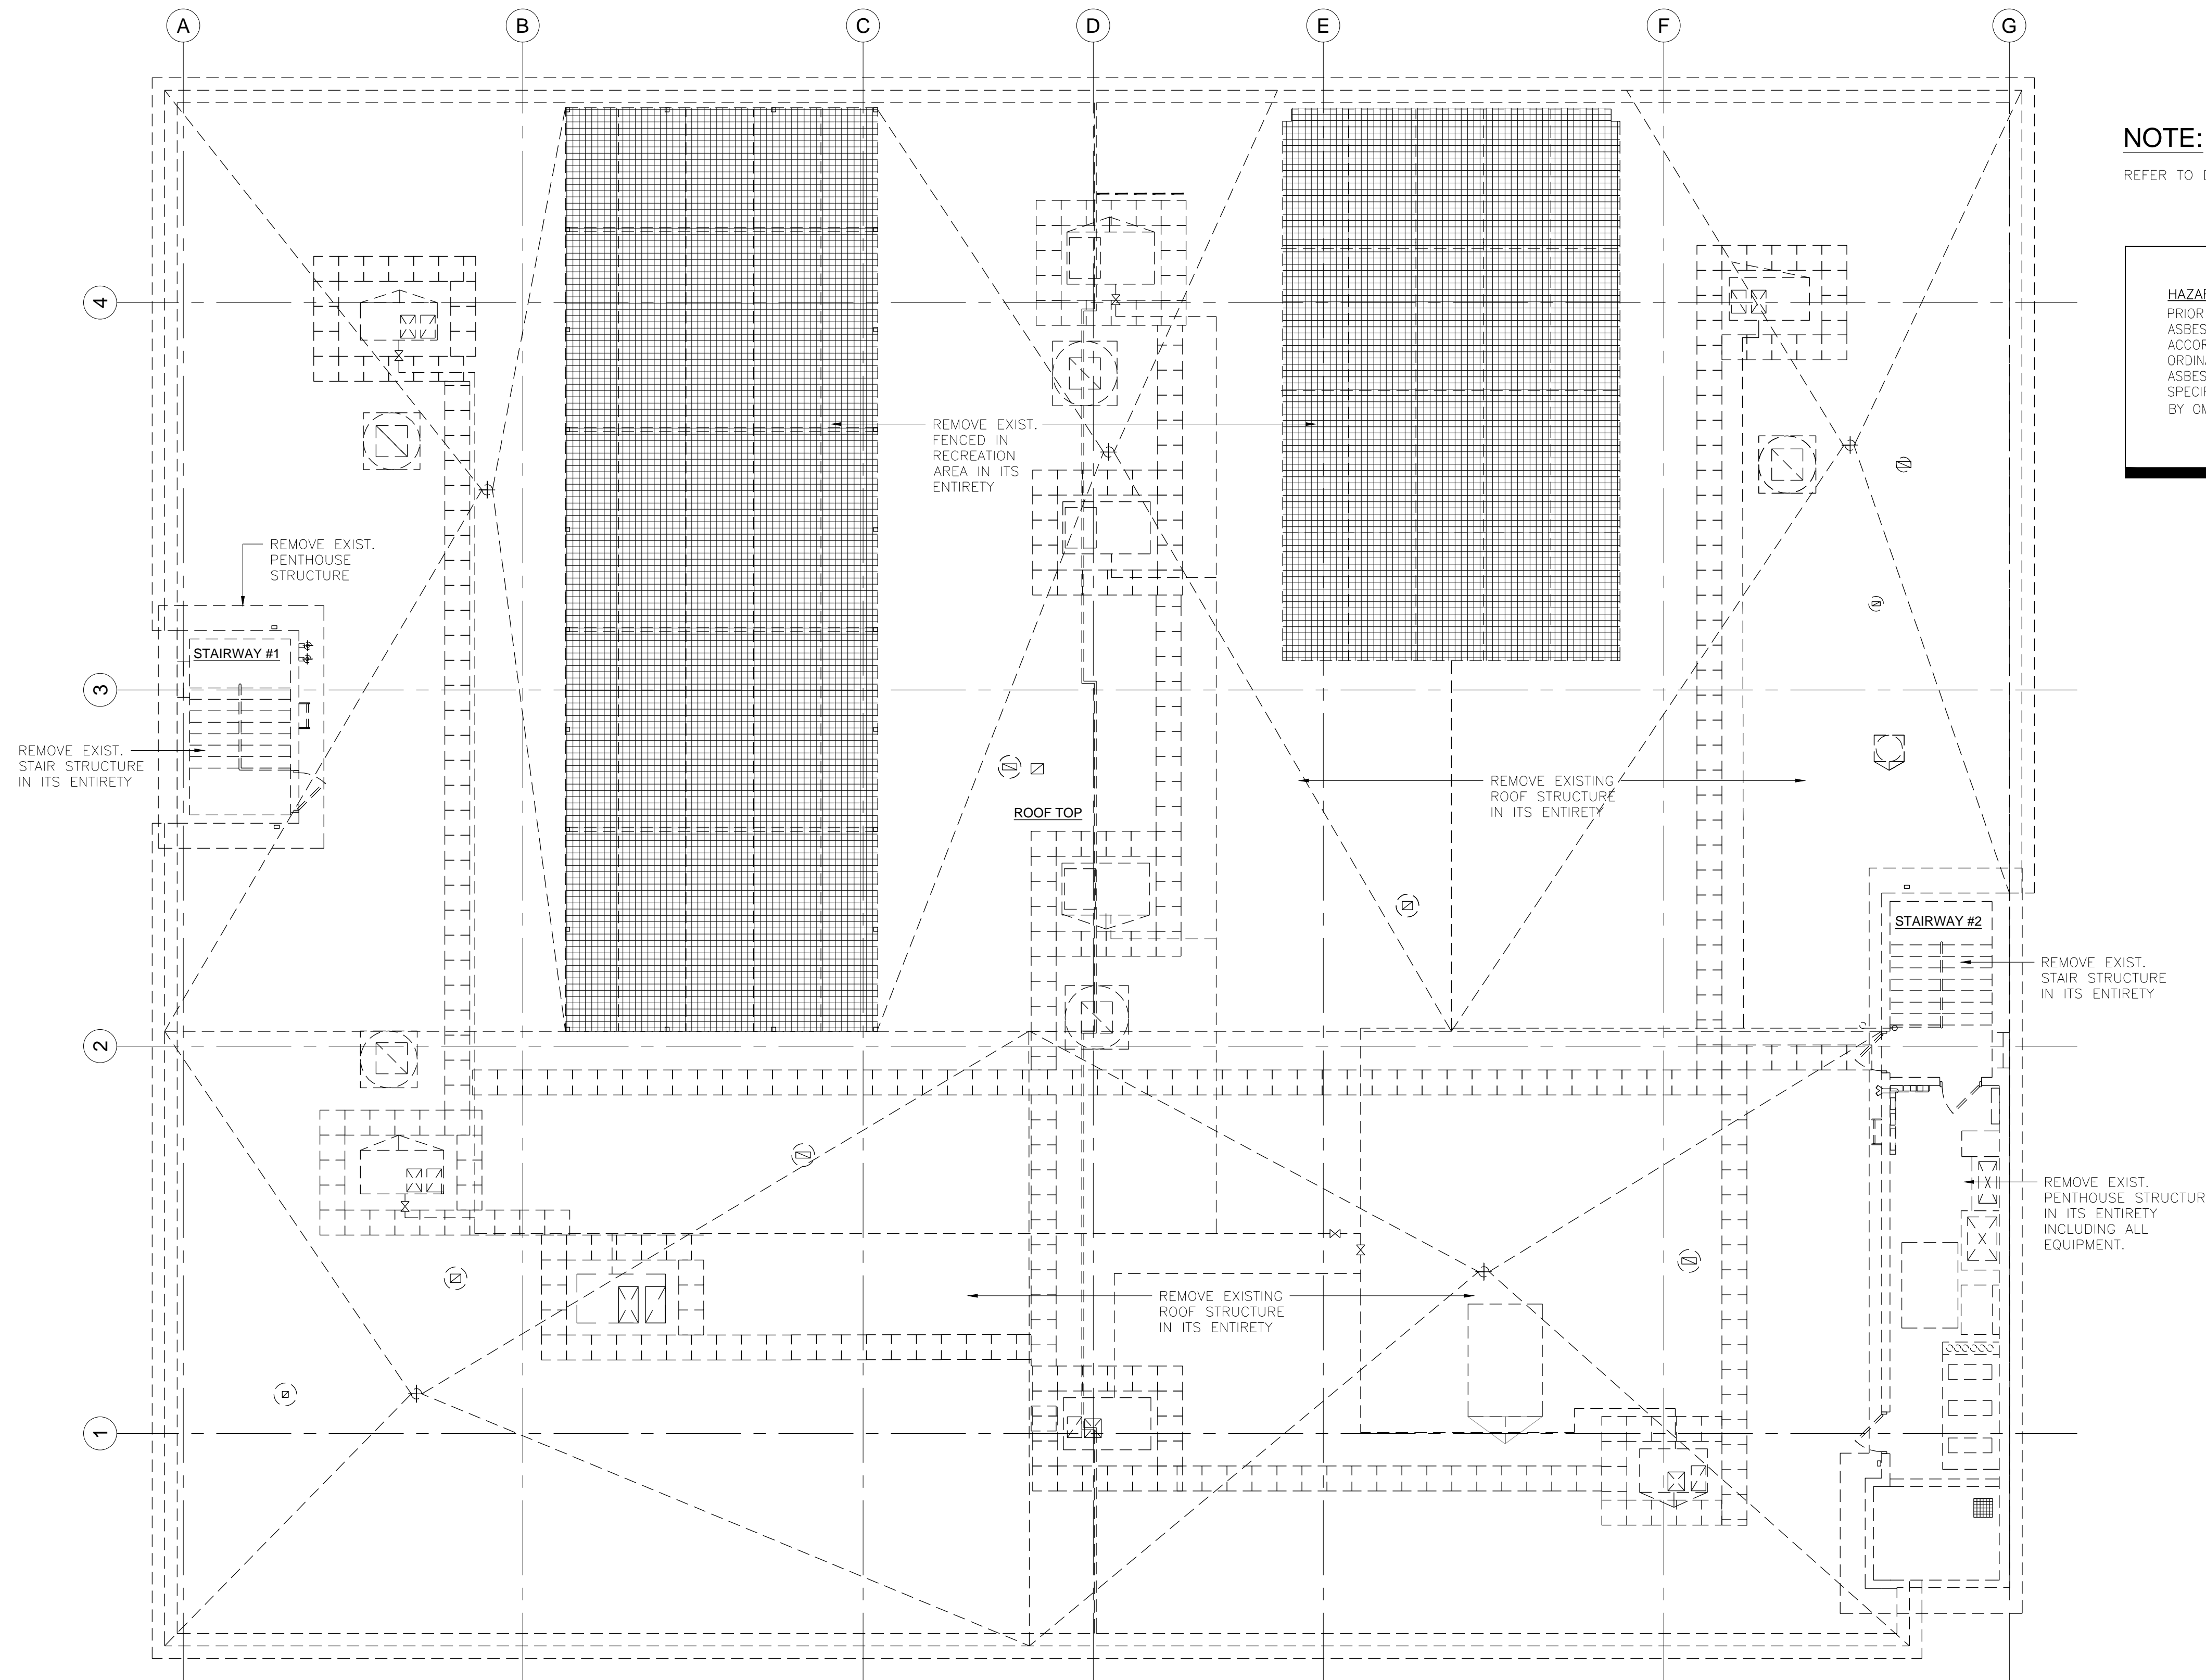 A B C D E F G
NOTE:
REFER TO
HAZAR
PRIOR
ASBES
ACCOR
ORDINA
ASBES
SPECIF
BY OM
4
REMOVE EXIST.
FENCED IN
RECREATION
AREA IN ITS
ENTIRETY
REMOVE EXIST.
PENTHOUSE
STRUCTURE
STAIRWAY #1
3
REMOVE EXIST.
STAIR STRUCTURE
IN ITS ENTIRETY
REMOVE EXISTING
ROOF STRUCTURE
IN ITS ENTIRETY
ROOF TOP
STAIRWAY #2
REMOVE EXIST.
STAIR STRUCTURE
IN ITS ENTIRETY
2
REMOVE EXIST.
PENTHOUSE STRUCTUR
IN ITS ENTIRETY
INCLUDING ALL
EQUIPMENT.
REMOVE EXISTING
ROOF STRUCTURE
IN ITS ENTIRETY
1